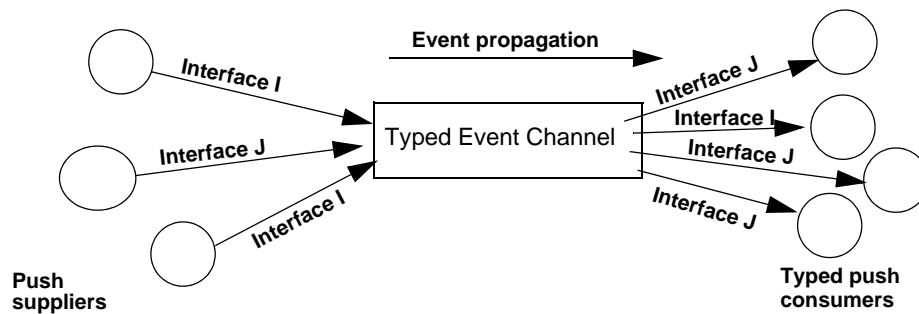 Event propagation
Interface I
Interface J
Interface I
Typed Event Channel
Interface J
Interface I
Interface J
Interface J
Push
suppliers
Typed push
consumers